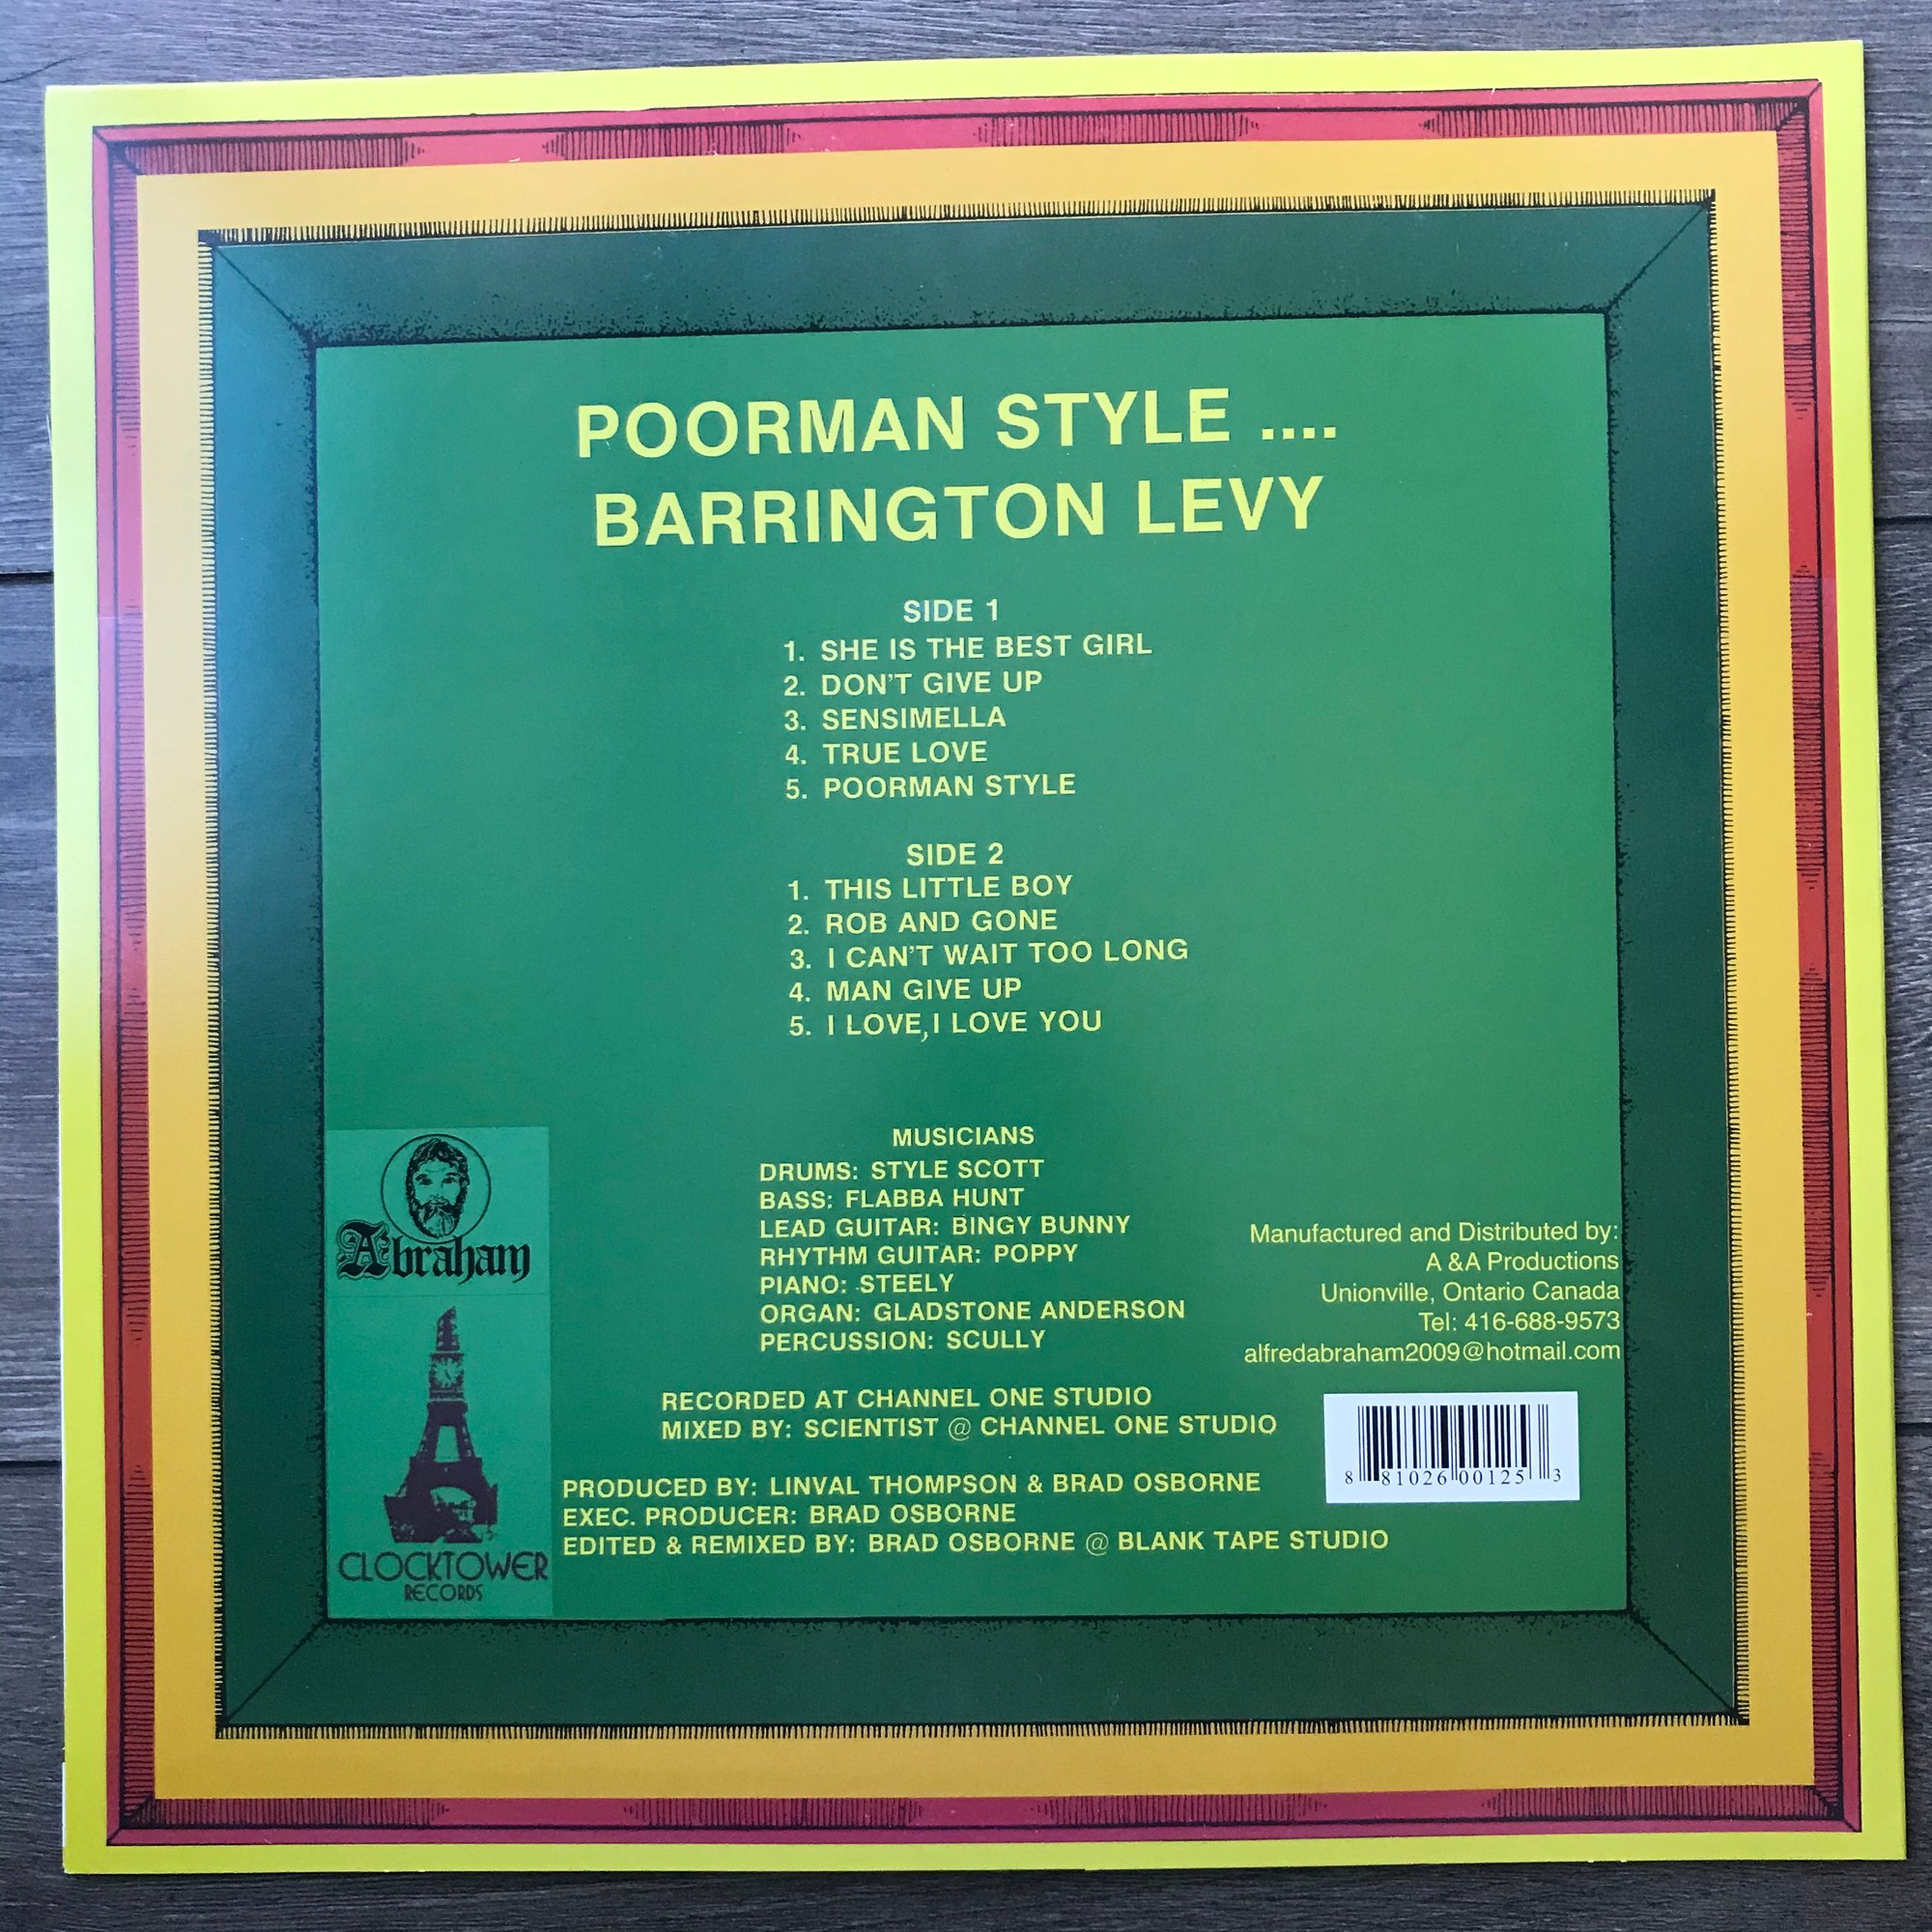 POORMAN STYLE ....
BARRINGTON LEVY
SIDE 1
1. SHE IS THE BEST GIRL
2. DON'T GIVE UP
3. SENSIMELLA
4. TRUE LOVE
5. POORMAN STYLE
SIDE 2
1. THIS LITTLE BOY
2. ROB AND GONE
3. I CAN'T WAIT TOO LONG
4. MAN GIVE UP
5. I LOVE, I LOVE YOU
MUSICIANS
DRUMS: STYLE SCOTT
BASS: FLABBA HUNT
LEAD GUITAR: BINGY BUNNY
RHYTHM GUITAR: POPPY
PIANO: STEELY
ORGAN: GLADSTONE ANDERSON
PERCUSSION: SCULLY
RECORDED AT CHANNEL ONE STUDIO
MIXED BY: SCIENTIST @ CHANNEL ONE STUDIO
PRODUCED BY: LINVAL THOMPSON & BRAD OSBORNE
EXEC. PRODUCER: BRAD OSBORNE
EDITED & REMIXED BY: BRAD OSBORNE @ BLANK TAPE STUDIO
Abraham
CLOCKTOWER
RECORDS
Manufactured and Distributed by:
A &A Productions
Unionville, Ontario Canada
Tel: 416-688-9573
alfredabraham2009@hotmail.com
8 81026 00125 3